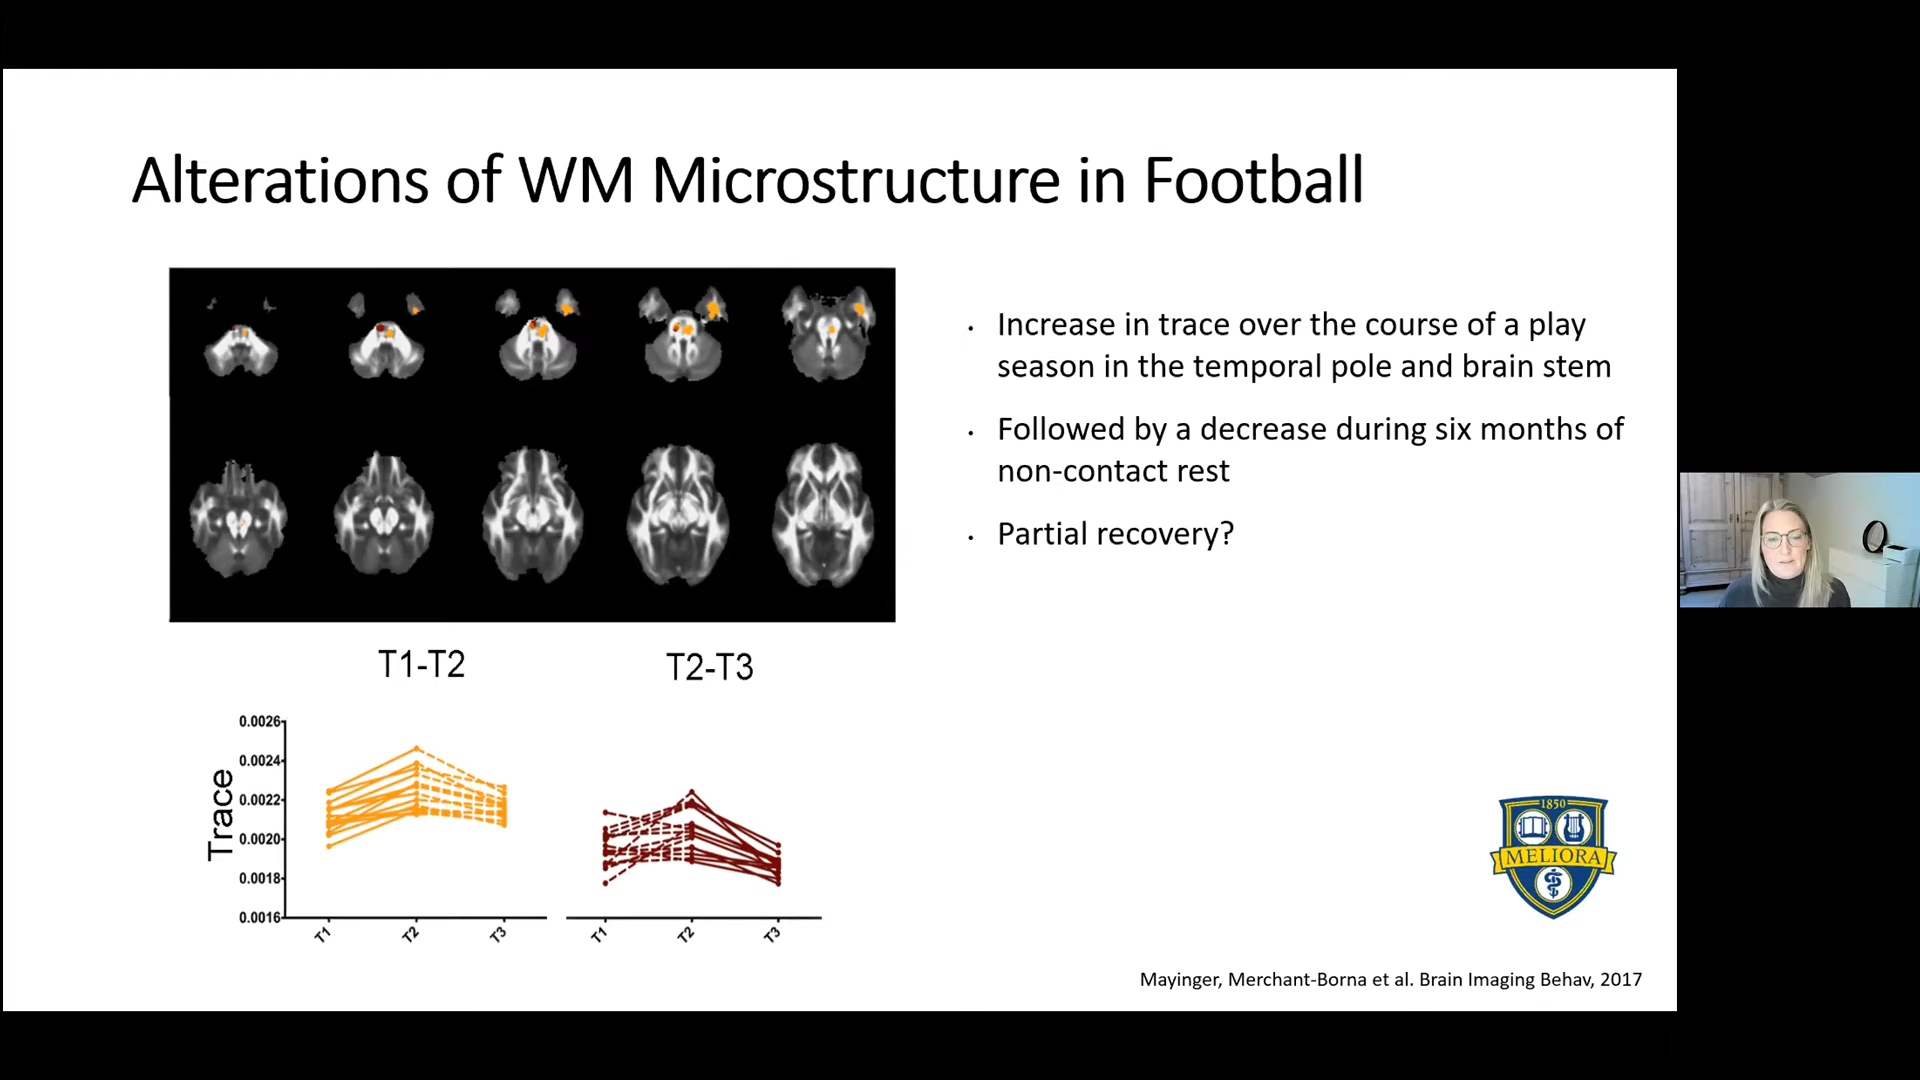 Alterations of WM Microstructure in Football
• Increase in trace over the course of a play
season in the temporal pole and brain stem
• Followed by a decrease during six months of
non-contact rest
• Partial recovery?
T1-T2
T2-T3
Trace
0.0026
0.0024
0.0022
0.0020
0.0018
0.0016
T1 T2 T3
T1 T2 T3
1850
MELIORA
Mayinger, Merchant-Borna et al. Brain Imaging Behav, 2017